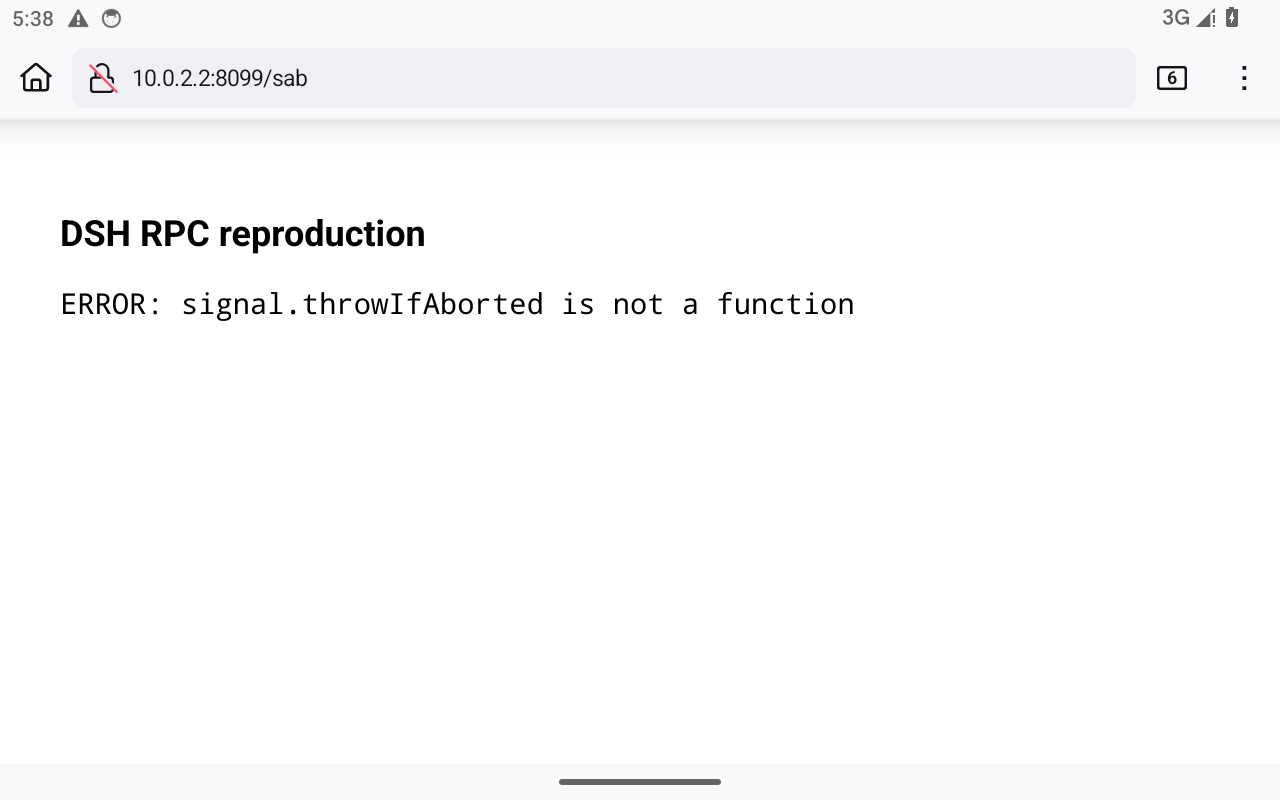 5:38
3G
10.0.2.2:8099/sab
6
DSH RPC reproduction
ERROR: signal.throwIfAborted is not a function